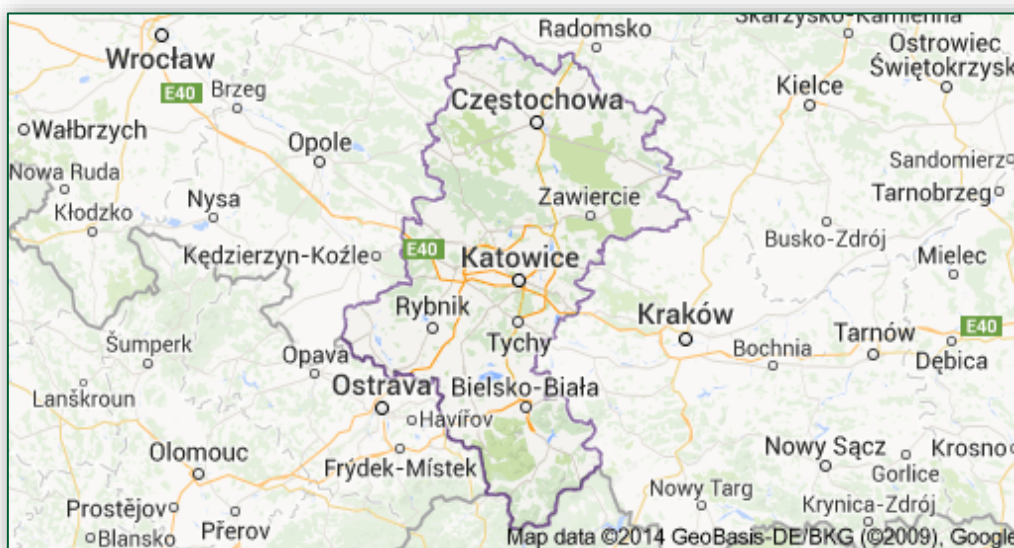 Skarżysko-Kamienna
Radomsko
Wrocław
Ostrowiec
Świętokrzysk
E40
Brzeg
Kielce
Częstochowa
Wałbrzych
Opole
Nowa Ruda
Sandomierz
Nysa
Zawiercie
Tarnobrzeg
Kłodzko
Busko-Zdrój
E40
Kędzierzyn-Koźle
Katowice
Mielec
Rybnik
Kraków
Tychy
Tarnów
E40
Šumperk
Opava
Bochnia
Dębica
Ostrava
Bielsko-Biała
Lanškroun
Havířov
Olomouc
Frýdek-Místek
Nowy Sącz
Krosno
Gorlice
Nowy Targ
Prostějov
Přerov
Krynica-Zdrój
Blansko
Map data ©2014 GeoBasis-DE/BKG (©2009), Google